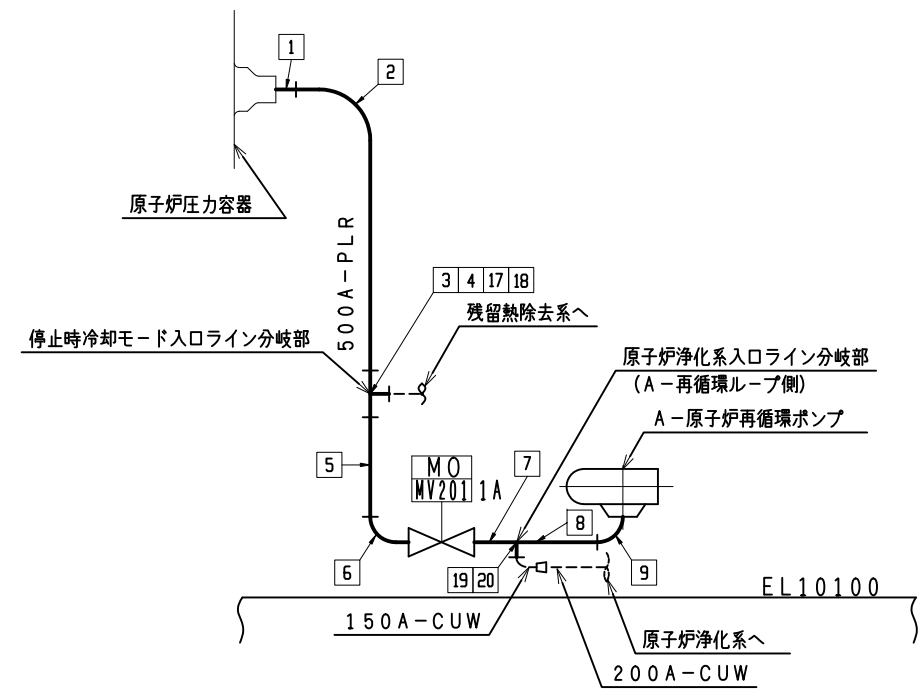 1
2
原子炉圧力容器
500A-PLR
3 4 17 18
残留熱除去系へ
停止時冷却モード入口ライン分岐部
原子炉浄化系入口ライン分岐部
(A-再循環ループ側)
A-原子炉再循環ポンプ
5
MO
MV201 1A
7
8
6
19 20
9
EL10100
150A-CUW
原子炉浄化系へ
200A-CUW